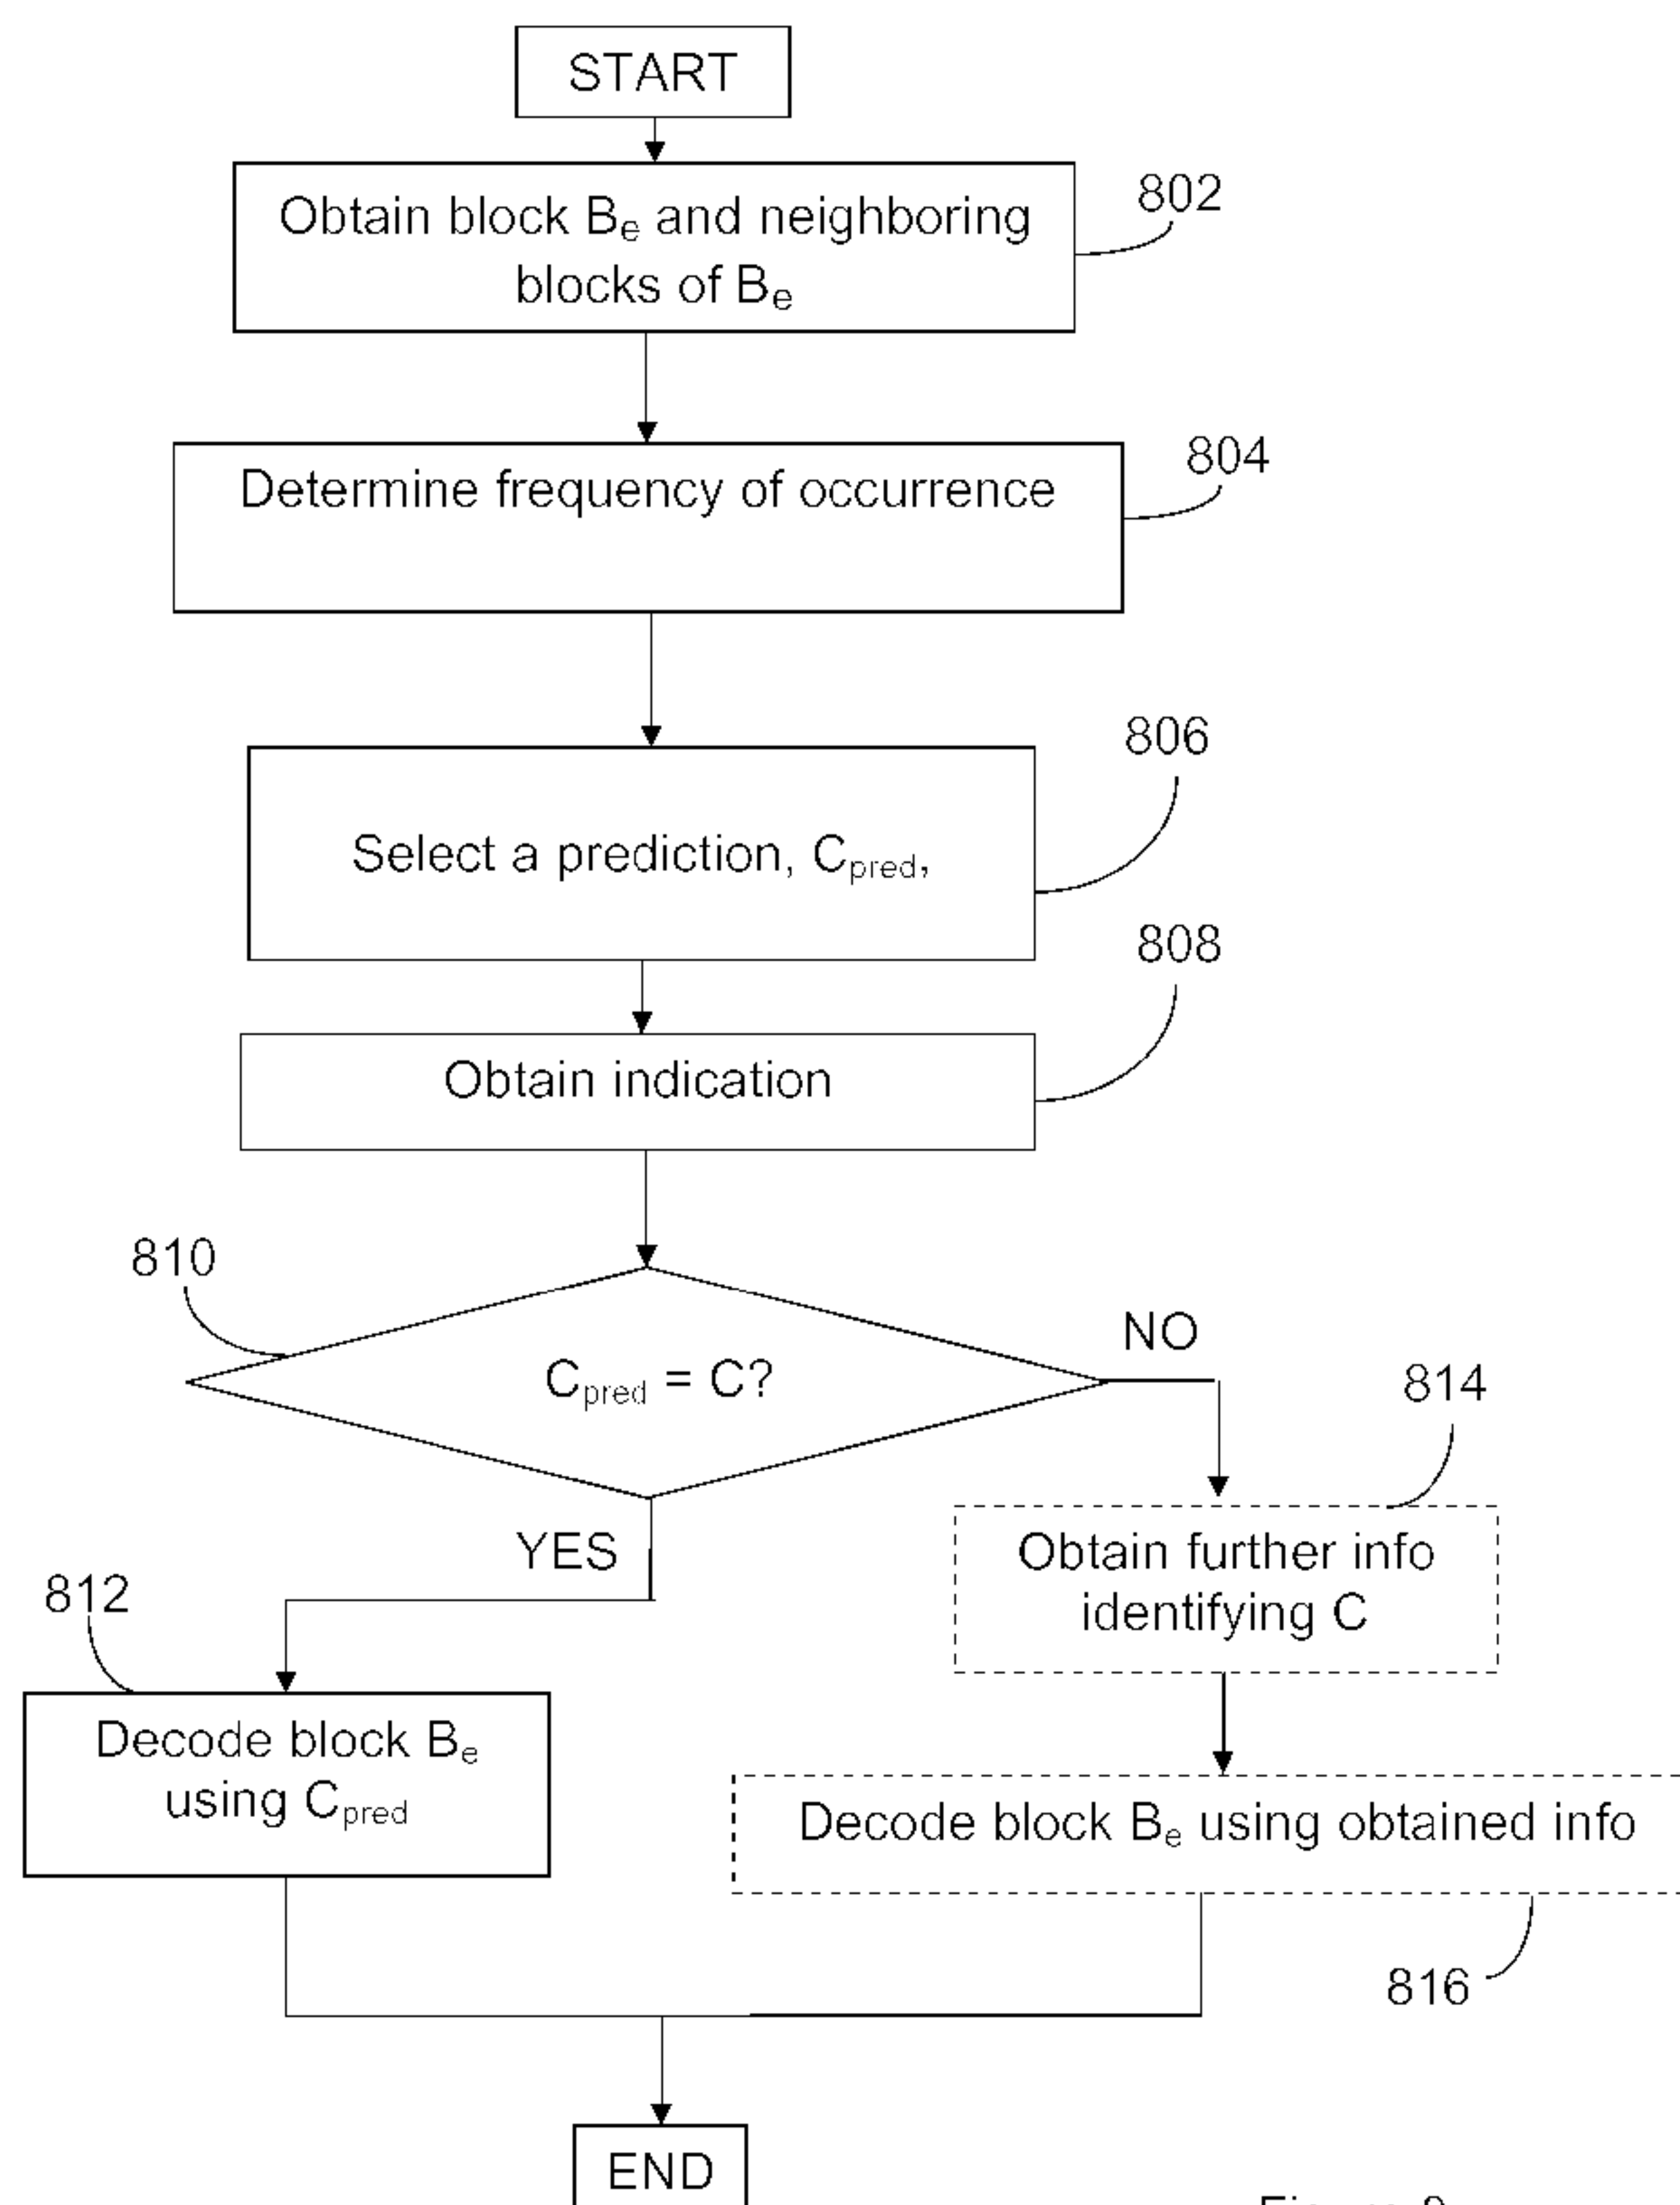 START
Obtain block Be and neighboring
blocks of Be
802
Determine frequency of occurrence
804
Select a prediction, Cpred,
806
Obtain indication
808
Cpred = C?
810
NO
YES
814
Obtain further info
identifying C
812
Decode block Be
using Cpred
Decode block Be using obtained info
816
END
Figure